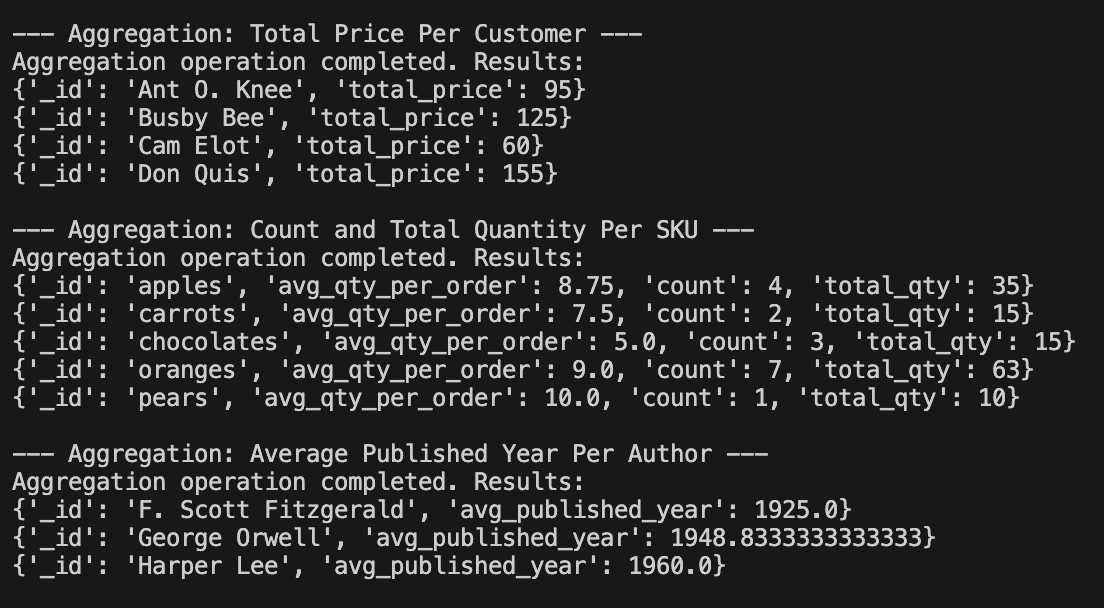 --- Aggregation: Total Price Per Customer ---
Aggregation operation completed. Results:
{'_id': 'Ant O. Knee', 'total_price': 95}
{'_id': 'Busby Bee', 'total_price': 125}
{'_id': 'Cam Elot', 'total_price': 60}
{'_id': 'Don Quis', 'total_price': 155}
--- Aggregation: Count and Total Quantity Per SKU ---
Aggregation operation completed. Results:
{'_id': 'apples', 'avg_qty_per_order': 8.75, 'count': 4, 'total_qty': 35}
{'_id': 'carrots', 'avg_qty_per_order': 7.5, 'count': 2, 'total_qty': 15}
{'_id': 'chocolates', 'avg_qty_per_order': 5.0, 'count': 3, 'total_qty': 15}
{'_id': 'oranges', 'avg_qty_per_order': 9.0, 'count': 7, 'total_qty': 63}
{'_id': 'pears', 'avg_qty_per_order': 10.0, 'count': 1, 'total_qty': 10}
--- Aggregation: Average Published Year Per Author ---
Aggregation operation completed. Results:
{'_id': 'F. Scott Fitzgerald', 'avg_published_year': 1925.0}
{'_id': 'George Orwell', 'avg_published_year': 1948.8333333333333}
{'_id': 'Harper Lee', 'avg_published_year': 1960.0}